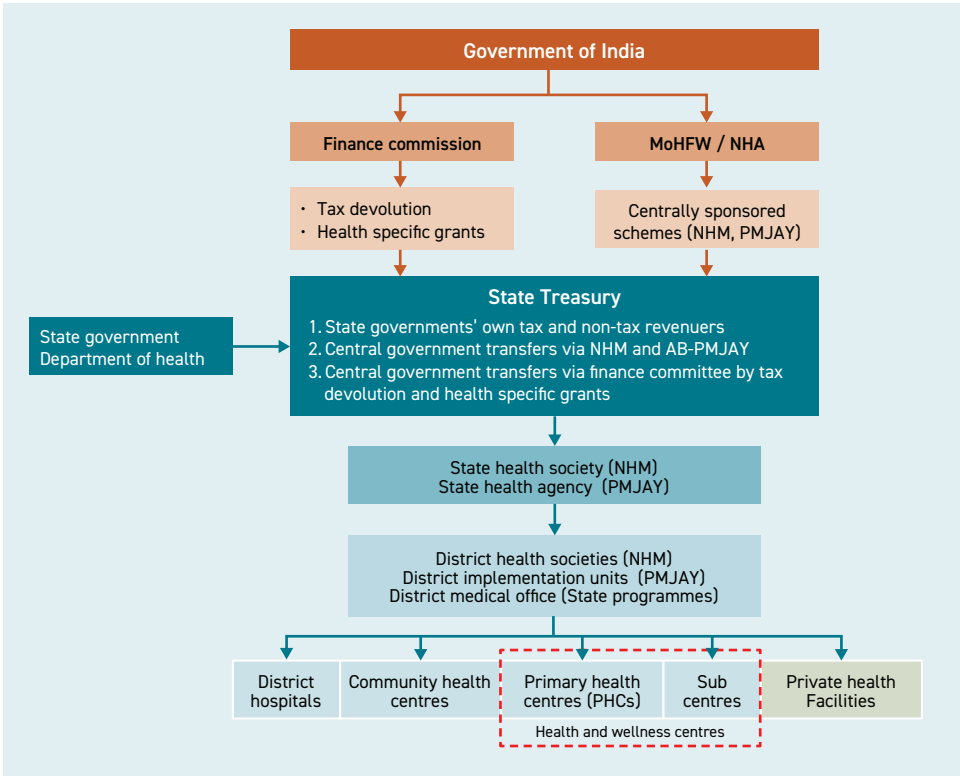 Government of India
Finance commission
MoHFW / NHA
· Tax devolution
· Health specific grants
Centrally sponsored
schemes (NHM, PMJAY)
State government
Department of health
State Treasury
1. State governments' own tax and non-tax revenuers
2. Central government transfers via NHM and AB-PMJAY
3. Central government transfers via finance committee by tax
devolution and health specific grants
State health society (NHM)
State health agency (PMJAY)
District health societies (NHM)
District implementation units (PMJAY)
District medical office (State programmes)
District
hospitals
Community health
centres
Primary health
centres (PHCs)
Sub
centres
Private health
Facilities
Health and wellness centres